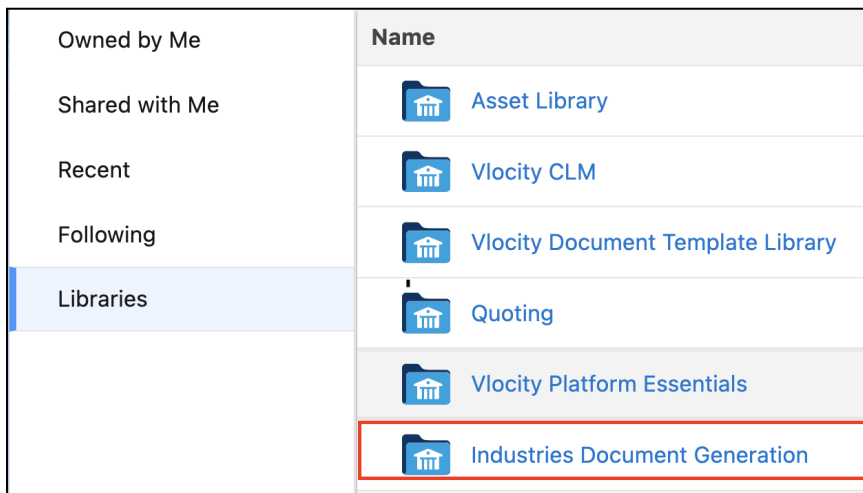 Owned by Me
Shared with Me
Recent
Following
Libraries
Name
Asset Library
Vlocity CLM
Vlocity Document Template Library
Quoting
Vlocity Platform Essentials
Industries Document Generation